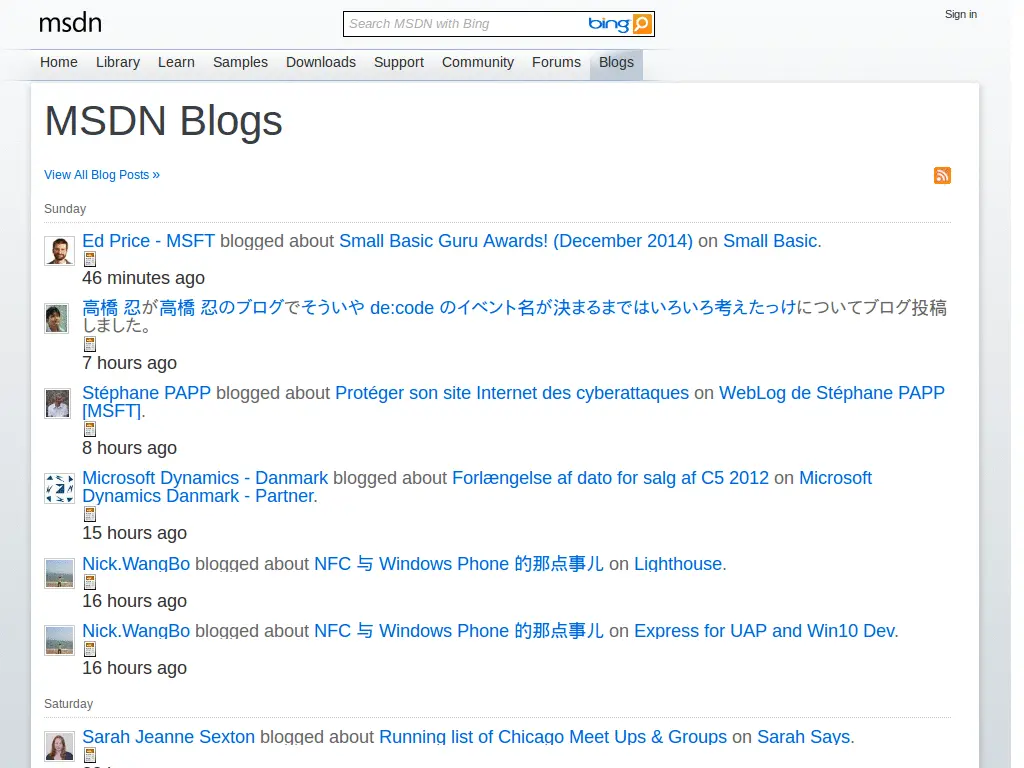 msdn
Search MSDN with Bing
bing
Sign in
Home Library Learn Samples Downloads Support Community Forums Blogs
MSDN Blogs
View All Blog Posts »
Sunday
Ed Price - MSFT blogged about Small Basic Guru Awards! (December 2014) on Small Basic.
46 minutes ago
高橋 忍が高橋 忍のブログでそういや de:code のイベント名が決まるまではいろいろ考えたっけについてブログ投稿
しました。
7 hours ago
Stéphane PAPP blogged about Protéger son site Internet des cyberattaques on WebLog de Stéphane PAPP
[MSFT].
8 hours ago
Microsoft Dynamics - Danmark blogged about Forlængelse af dato for salg af C5 2012 on Microsoft
Dynamics Danmark - Partner.
15 hours ago
Nick.WangBo blogged about NFC 与 Windows Phone 的那点事儿 on Lighthouse.
16 hours ago
Nick.WangBo blogged about NFC 与 Windows Phone 的那点事儿 on Express for UAP and Win10 Dev.
16 hours ago
Saturday
Sarah Jeanne Sexton blogged about Running list of Chicago Meet Ups & Groups on Sarah Says.